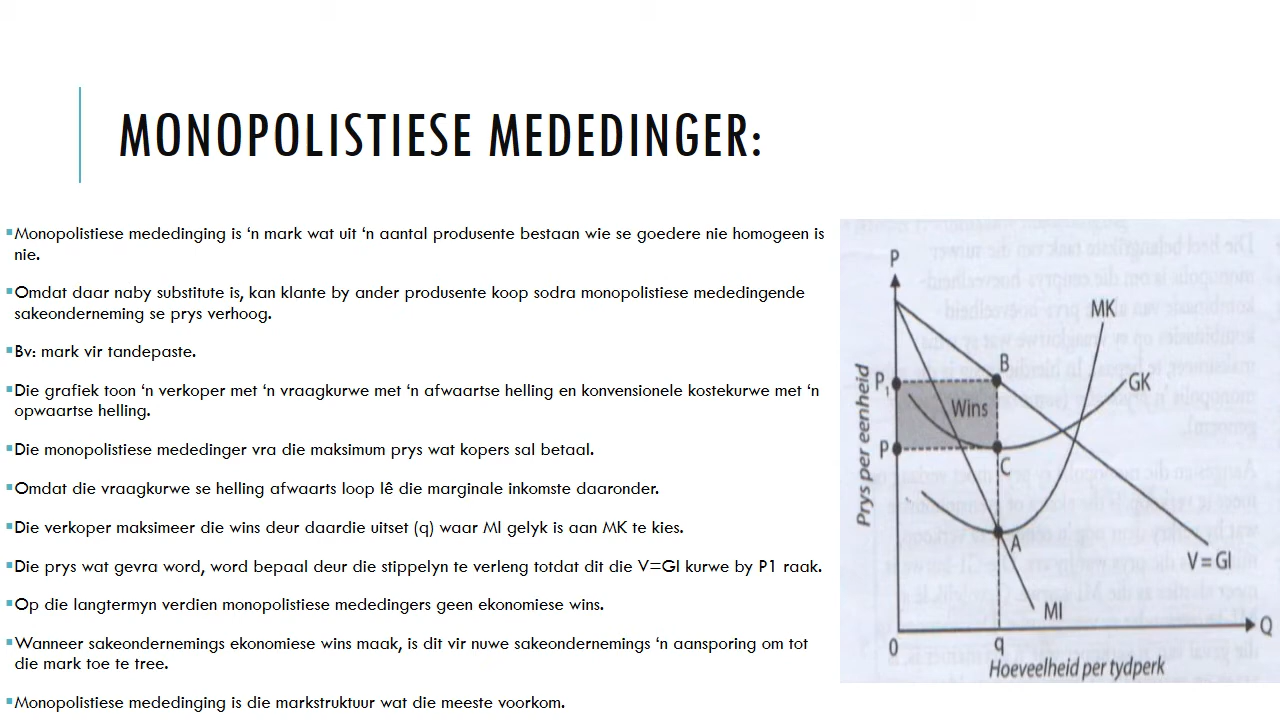 MONOPOLISTIESE MEDEDINGER:
▪Monopolistiese mededinging is ‘n mark wat uit ‘n aantal produsente bestaan wie se goedere nie homogeen is
nie.
▪Omdat daar naby substitute is, kan klante by ander produsente koop sodra monopolistiese mededingende
sakeonderneming se prys verhoog.
▪Bv: mark vir tandepaste.
▪Die grafiek toon ‘n verkoper met ‘n vraagkurwe met ‘n afwaartse helling en konvensionele kostekurwe met ‘n
opwaartse helling.
▪Die monopolistiese mededinger vra die maksimum prys wat kopers sal betaal.
▪Omdat die vraagkurwe se helling afwaarts loop lê die marginale inkomste daaronder.
▪Die verkoper maksimeer die wins deur daardie uitset (q) waar MI gelyk is aan MK te kies.
▪Die prys wat gevra word, word bepaal deur die stippelyn te verleng totdat dit die V=GI kurwe by P1 raak.
▪Op die langtermyn verdien monopolistiese mededingers geen ekonomiese wins.
▪Wanneer sakeondernemings ekonomiese wins maak, is dit vir nuwe sakeondernemings ‘n aansporing om tot
die mark toe te tree.
▪Monopolistiese mededinging is die markstruktuur wat die meeste voorkom.
P
MK
B
P₁
GK
Wins
P
C
Prys per eenheid
A
V = GI
MI
Q
0
q
Hoeveelheid per tydperk